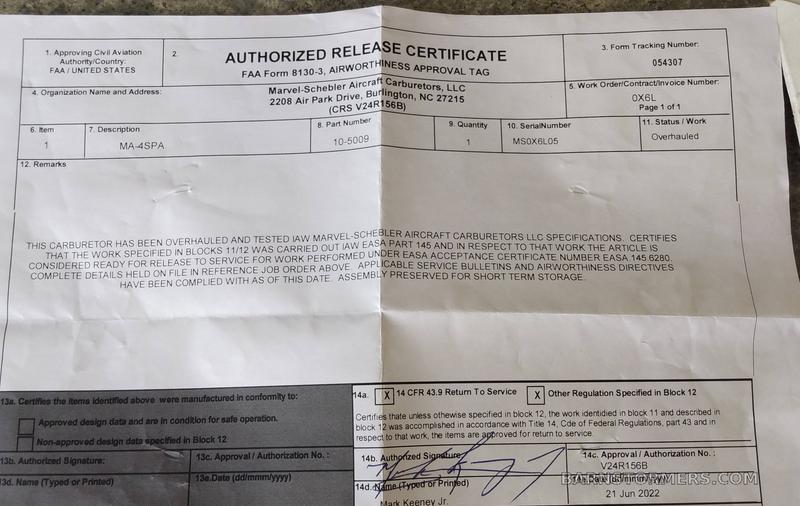 1. Approving Civil Aviation
Authority/Country:
FAA / UNITED STATES
2.
AUTHORIZED RELEASE CERTIFICATE
FAA Form 8130-3, AIRWORTHINESS APPROVAL TAG
3. Form Tracking Number:
054307
4. Organization Name and Address:
Marvel-Schebler Aircraft Carburetors, LLC
2208 Air Park Drive, Burlington, NC 27215
(CRS V24R156B)
5. Work Order/Contract/Invoice Number:
0X6L
Page 1 of 1
6. Item
1
7. Description
MA-4SPA
8. Part Number
10-5009
9. Quantity
1
10. SerialNumber
MS0X6L05
11. Status / Work
Overhauled
12. Remarks
THIS CARBURETOR HAS BEEN OVERHAULED AND TESTED IAW MARVEL-SCHEBLER AIRCRAFT CARBURETORS LLC SPECIFICATIONS. CERTIFIES
THAT THE WORK SPECIFIED IN BLOCKS 11/12 WAS CARRIED OUT IAW EASA PART 145 AND IN RESPECT TO THAT WORK THE ARTICLE IS
CONSIDERED READY FOR RELEASE TO SERVICE FOR WORK PERFORMED UNDER EASA ACCEPTANCE CERTIFICATE NUMBER EASA.145.6280.
COMPLETE DETAILS HELD ON FILE IN REFERENCE JOB ORDER ABOVE. APPLICABLE SERVICE BULLETINS AND AIRWORTHINESS DIRECTIVES
HAVE BEEN COMPLIED WITH AS OF THIS DATE. ASSEMBLY PRESERVED FOR SHORT TERM STORAGE.
13a. Certifies the items identified above were manufactured in conformity to:
Approved design data and are in condition for safe operation.
Non-approved design data specified in Block 12
13b. Authorized Signature:
13c. Approval / Authorization No. :
13d. Name (Typed or Printed)
13e.Date (dd/mmm/yyyy)
14a. X 14 CFR 43.9 Return To Service X Other Regulation Specified in Block 12
Certifies thate unless othewise specified in block 12, the work identidied in block 11 and described in
block 12 was accomplished in accordance with Title 14, Cde of Federal Regulations, part 43 and in
respect to that work, the items are approved for return to service
14b. Authorized Signature
14c. Approval / Authorization No. :
V24R156B
14d. Name (Typed or Printed)
Mark Keeney Jr.
21 Jun 2022
BARNSTORMERS.COM